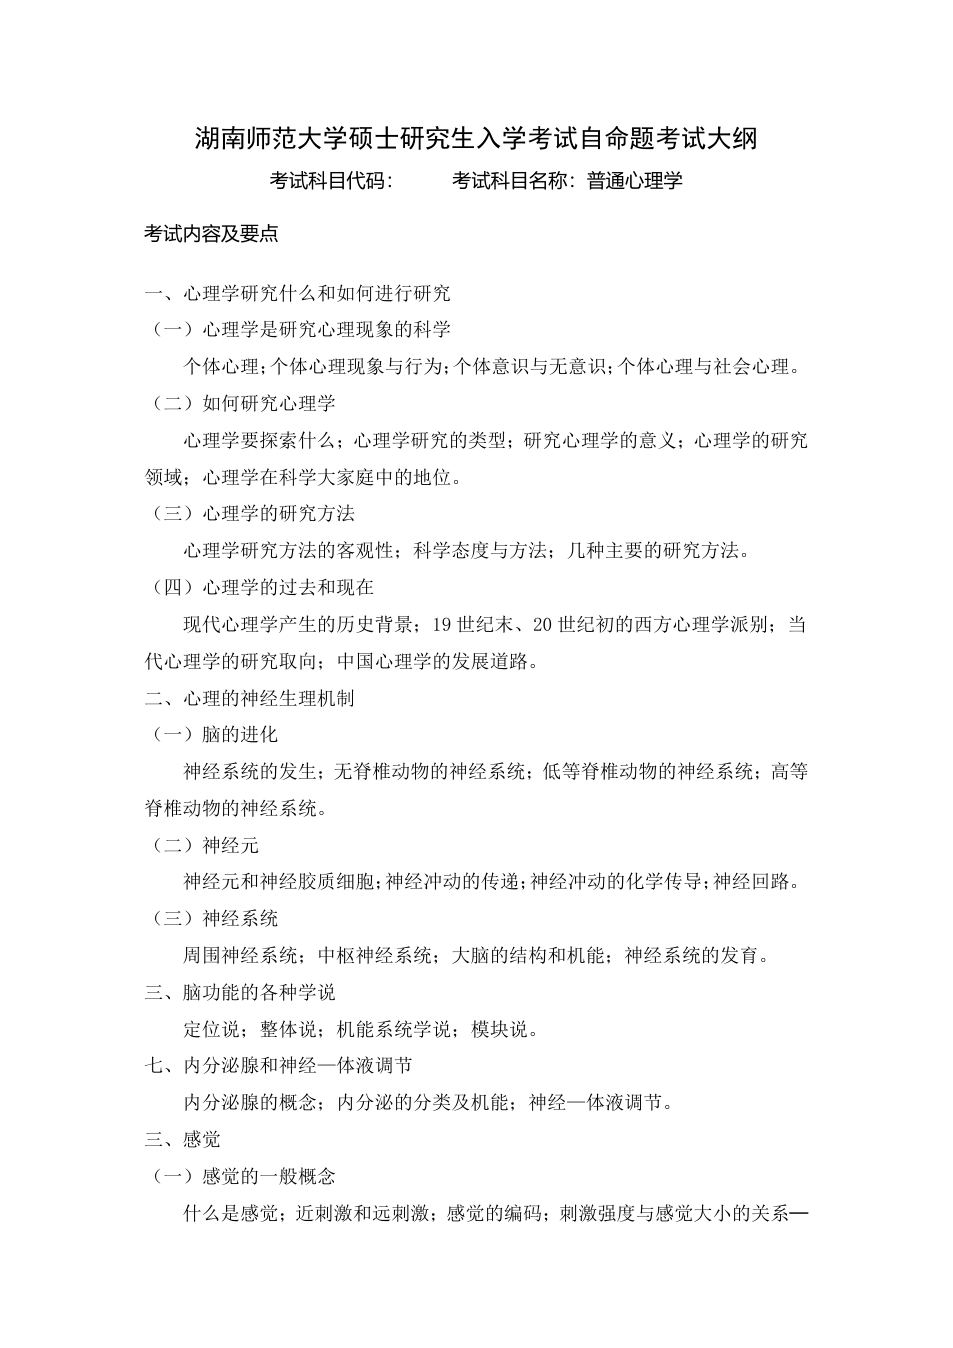 湖南师范大学硕士研究生入学考试自命题考试大纲
考试科目代码： 考试科目名称：普通心理学
考试内容及要点
一、心理学研究什么和如何进行研究
（一）心理学是研究心理现象的科学
个体心理；个体心理现象与行为；个体意识与无意识；个体心理与社会心理。
（二）如何研究心理学
心理学要探索什么；心理学研究的类型；研究心理学的意义；心理学的研究
领域；心理学在科学大家庭中的地位。
（三）心理学的研究方法
心理学研究方法的客观性；科学态度与方法；几种主要的研究方法。
（四）心理学的过去和现在
现代心理学产生的历史背景；19 世纪末、20 世纪初的西方心理学派别；当
代心理学的研究取向；中国心理学的发展道路。
二、心理的神经生理机制
（一）脑的进化
神经系统的发生；无脊椎动物的神经系统；低等脊椎动物的神经系统；高等
脊椎动物的神经系统。
（二）神经元
神经元和神经胶质细胞；神经冲动的传递；神经冲动的化学传导；神经回路。
（三）神经系统
周围神经系统；中枢神经系统；大脑的结构和机能；神经系统的发育。
三、脑功能的各种学说
定位说；整体说；机能系统学说；模块说。
七、内分泌腺和神经—体液调节
内分泌腺的概念；内分泌的分类及机能；神经—体液调节。
三、感觉
（一）感觉的一般概念
什么是感觉；近刺激和远刺激；感觉的编码；刺激强度与感觉大小的关系—